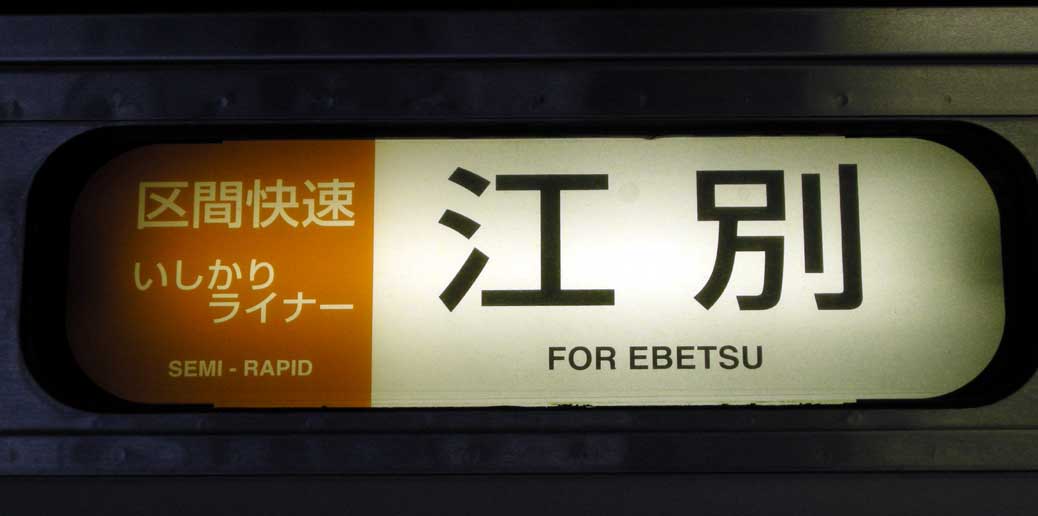 区間快速
いしかり
ライナー
SEMI - RAPID
江別
FOR EBETSU